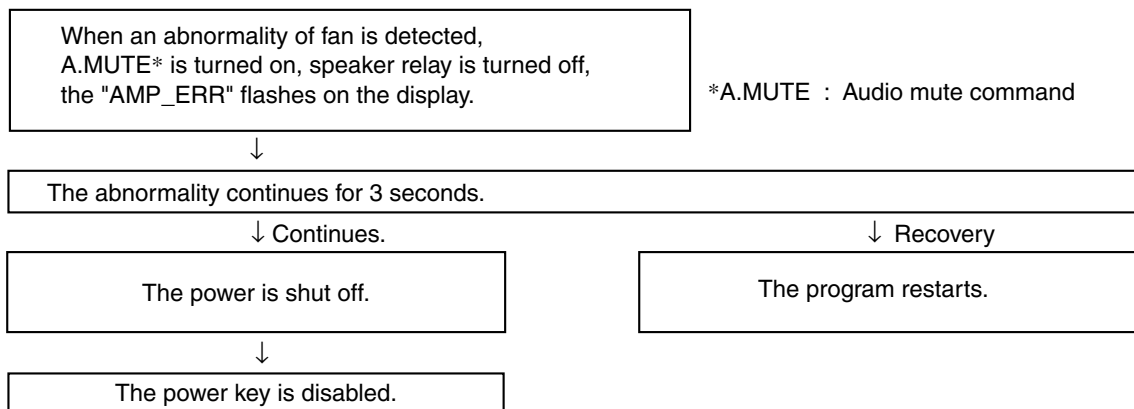 When an abnormality of fan is detected,
A.MUTE* is turned on, speaker relay is turned off,
the "AMP_ERR" flashes on the display.
*A.MUTE : Audio mute command
↓
The abnormality continues for 3 seconds.
↓ Continues.
↓ Recovery
The power is shut off.
The program restarts.
↓
The power key is disabled.